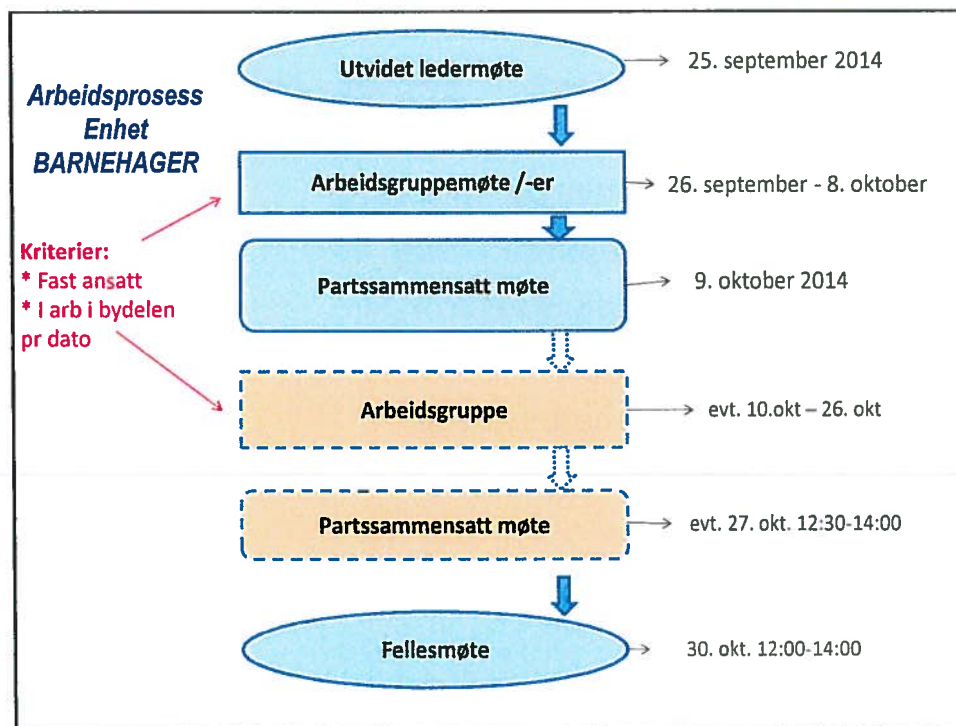 Utvidet ledermøte
25. september 2014
Arbeidsprosess
Enhet
BARNEHAGER
Arbeidsgruppemøte /-er
26. september - 8. oktober
Kriterier:
* Fast ansatt
* I arb i bydelen
pr dato
Partssammensatt møte
9. oktober 2014
Arbeidsgruppe
evt. 10.okt – 26. okt
Partssammensatt møte
evt. 27. okt. 12:30-14:00
Fellesmøte
30. okt. 12:00-14:00